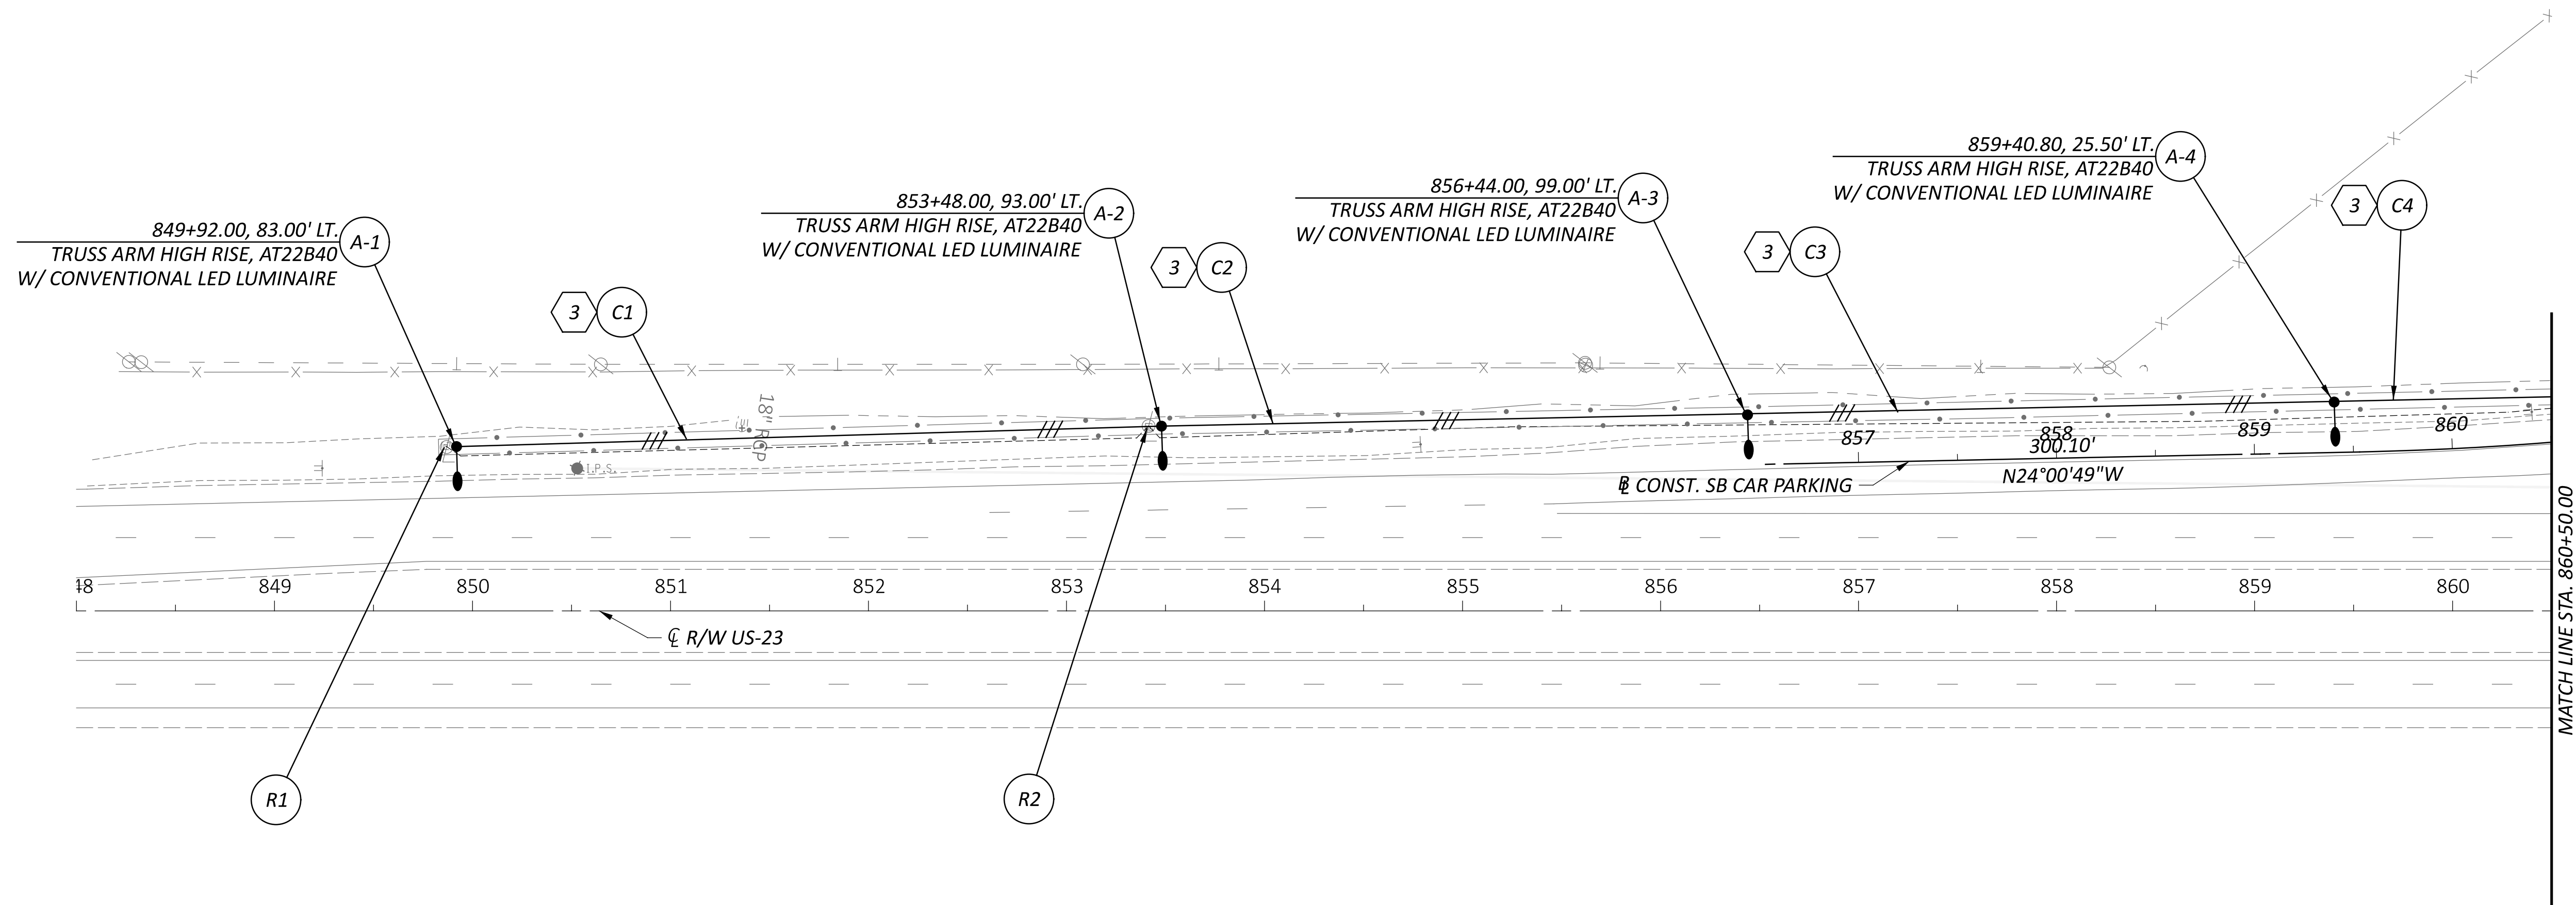 859+40.80, 25.50' LT.
TRUSS ARM HIGH RISE, AT22B40
W/ CONVENTIONAL LED LUMINAIRE
A-4
856+44.00, 99.00' LT.
TRUSS ARM HIGH RISE, AT22B40
W/ CONVENTIONAL LED LUMINAIRE
A-3
853+48.00, 93.00' LT.
TRUSS ARM HIGH RISE, AT22B40
W/ CONVENTIONAL LED LUMINAIRE
A-2
849+92.00, 83.00' LT.
TRUSS ARM HIGH RISE, AT22B40
W/ CONVENTIONAL LED LUMINAIRE
A-1
3 C4
3 C3
3 C2
3 C1
18" RCP
I.P.S.
857 858 859 860
300.10'
N24°00'49"W
CONST. SB CAR PARKING
849 850 851 852 853 854 855 856 857 858 859 860
℄ R/W US-23
MATCH LINE STA. 860+50.00
R1
R2